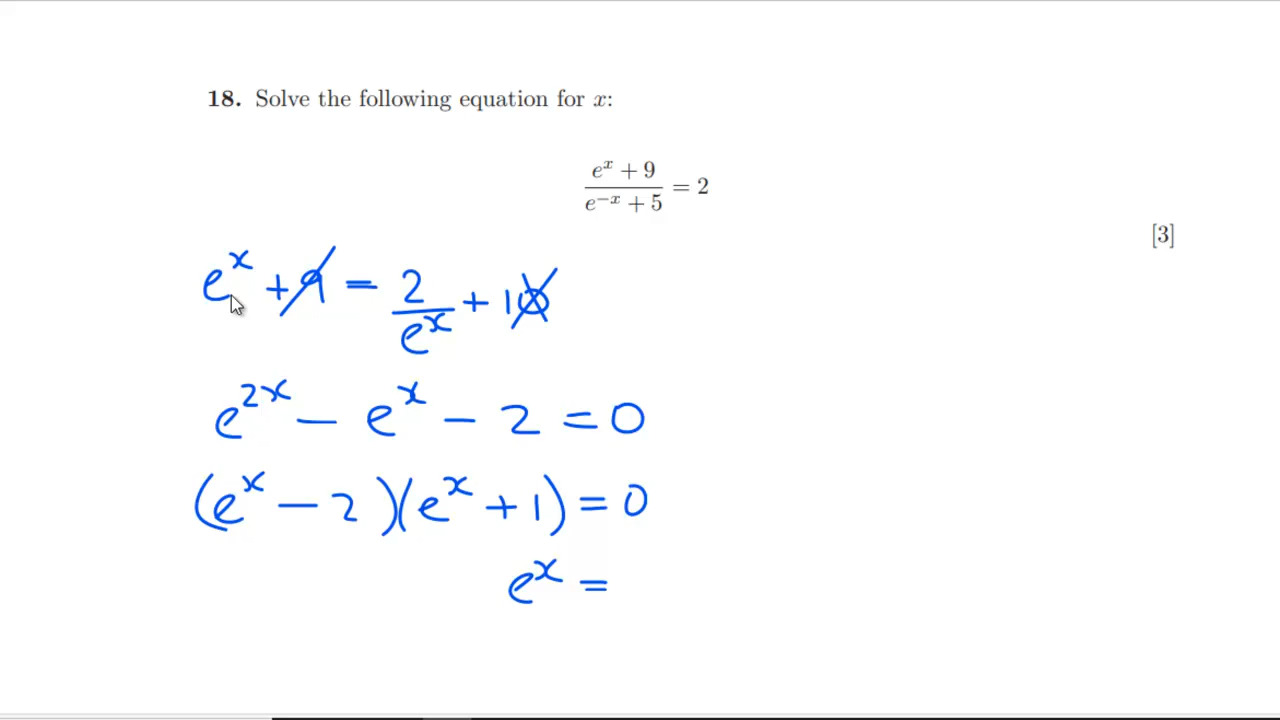 18. Solve the following equation for x:
e^x + 9
e^{-x} + 5
= 2
[3]
e^x + 9 = 2/e^x + 10
e^{2x} - e^x - 2 = 0
(e^x - 2)(e^x + 1) = 0
e^x =